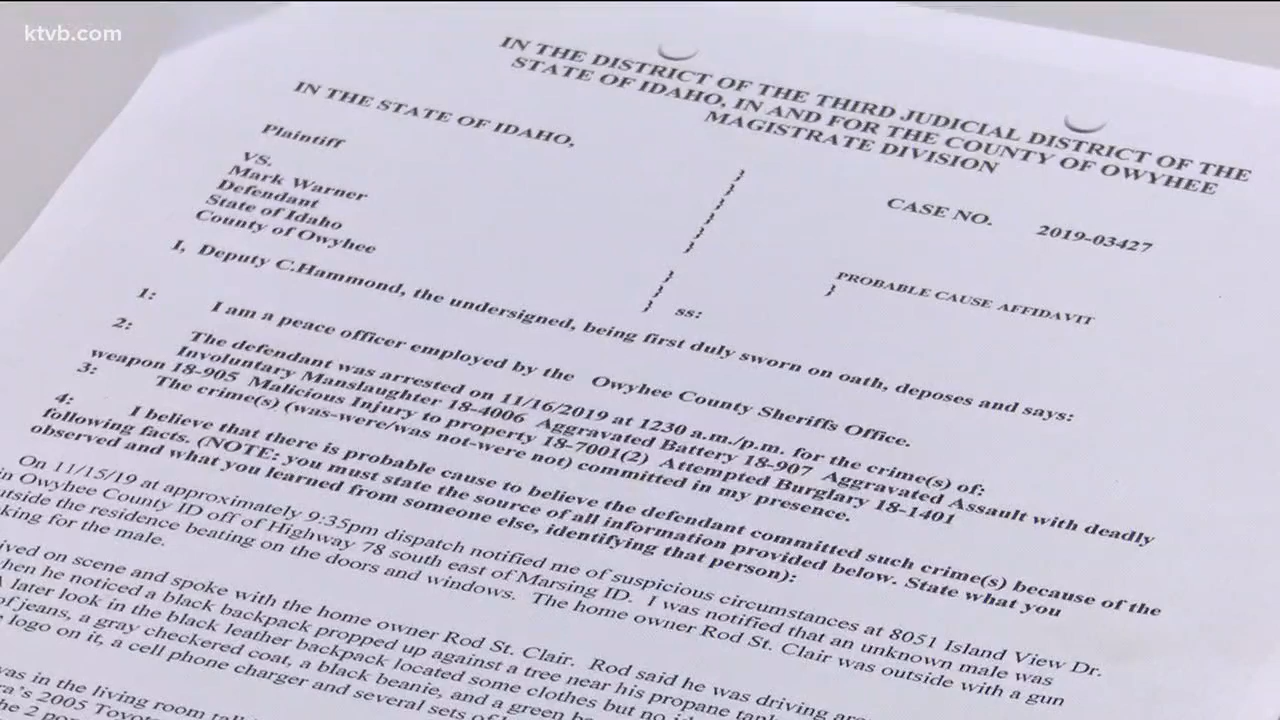 ktvb.com
IN THE DISTRICT OF THE THIRD JUDICIAL DISTRICT OF THE
STATE OF IDAHO, IN AND FOR THE COUNTY OF OWYHEE
MAGISTRATE DIVISION
IN THE STATE OF IDAHO,
Plaintiff
VS.
Mark Warner
Defendant
State of Idaho
County of Owyhee
}
}
}
}
}
}
}
}
}
ss:
CASE NO. 2019-03427
PROBABLE CAUSE AFFIDAVIT
}
I, Deputy C.Hammond, the undersigned, being first duly sworn on oath, deposes and says:
1: I am a peace officer employed by the Owyhee County Sheriffs Office.
2: The defendant was arrested on 11/16/2019 at 1230 a.m./p.m. for the crime(s) of:
Involuntary Manslaughter 18-4006 Aggravated Battery 18-907 Aggravated Assault with deadly
weapon 18-905 Malicious Injury to property 18-7001(2) Attempted Burglary 18-1401
3: The crime(s) (was-were/was not-were not) committed in my presence.
4: I believe that there is probable cause to believe the defendant committed such crime(s) because of the
following facts. (NOTE: you must state the source of all information provided below. State what you
observed and what you learned from someone else, identifying that person):
On 11/15/19 at approximately 9:35pm dispatch notified me of suspicious circumstances at 8051 Island View Dr.
in Owyhee County ID off of Highway 78 south east of Marsing ID. I was notified that an unknown male was
utside the residence beating on the doors and windows. The home owner Rod St. Clair was outside with a gun
king for the male.
ived on scene and spoke with the home owner Rod St. Clair. Rod said he was driving
hen he noticed a black backpack propped up against a tree near his propane
A later look in the black leather backpack located some clothes but no
of jeans, a gray checkered coat, a black beanie, and a green
logo on it, a cell phone charger and several sets of
was in the living room
ra's 2005
the 2